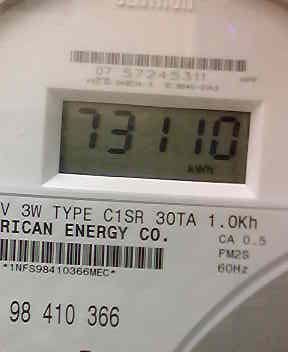 07 57245311
73110
KWH
V 3W TYPE C1SR 30TA 1.0Kh
RICAN ENERGY CO.
CA 0.5
FM2S
*1NFS98410366MEC*
60Hz
98 410 366